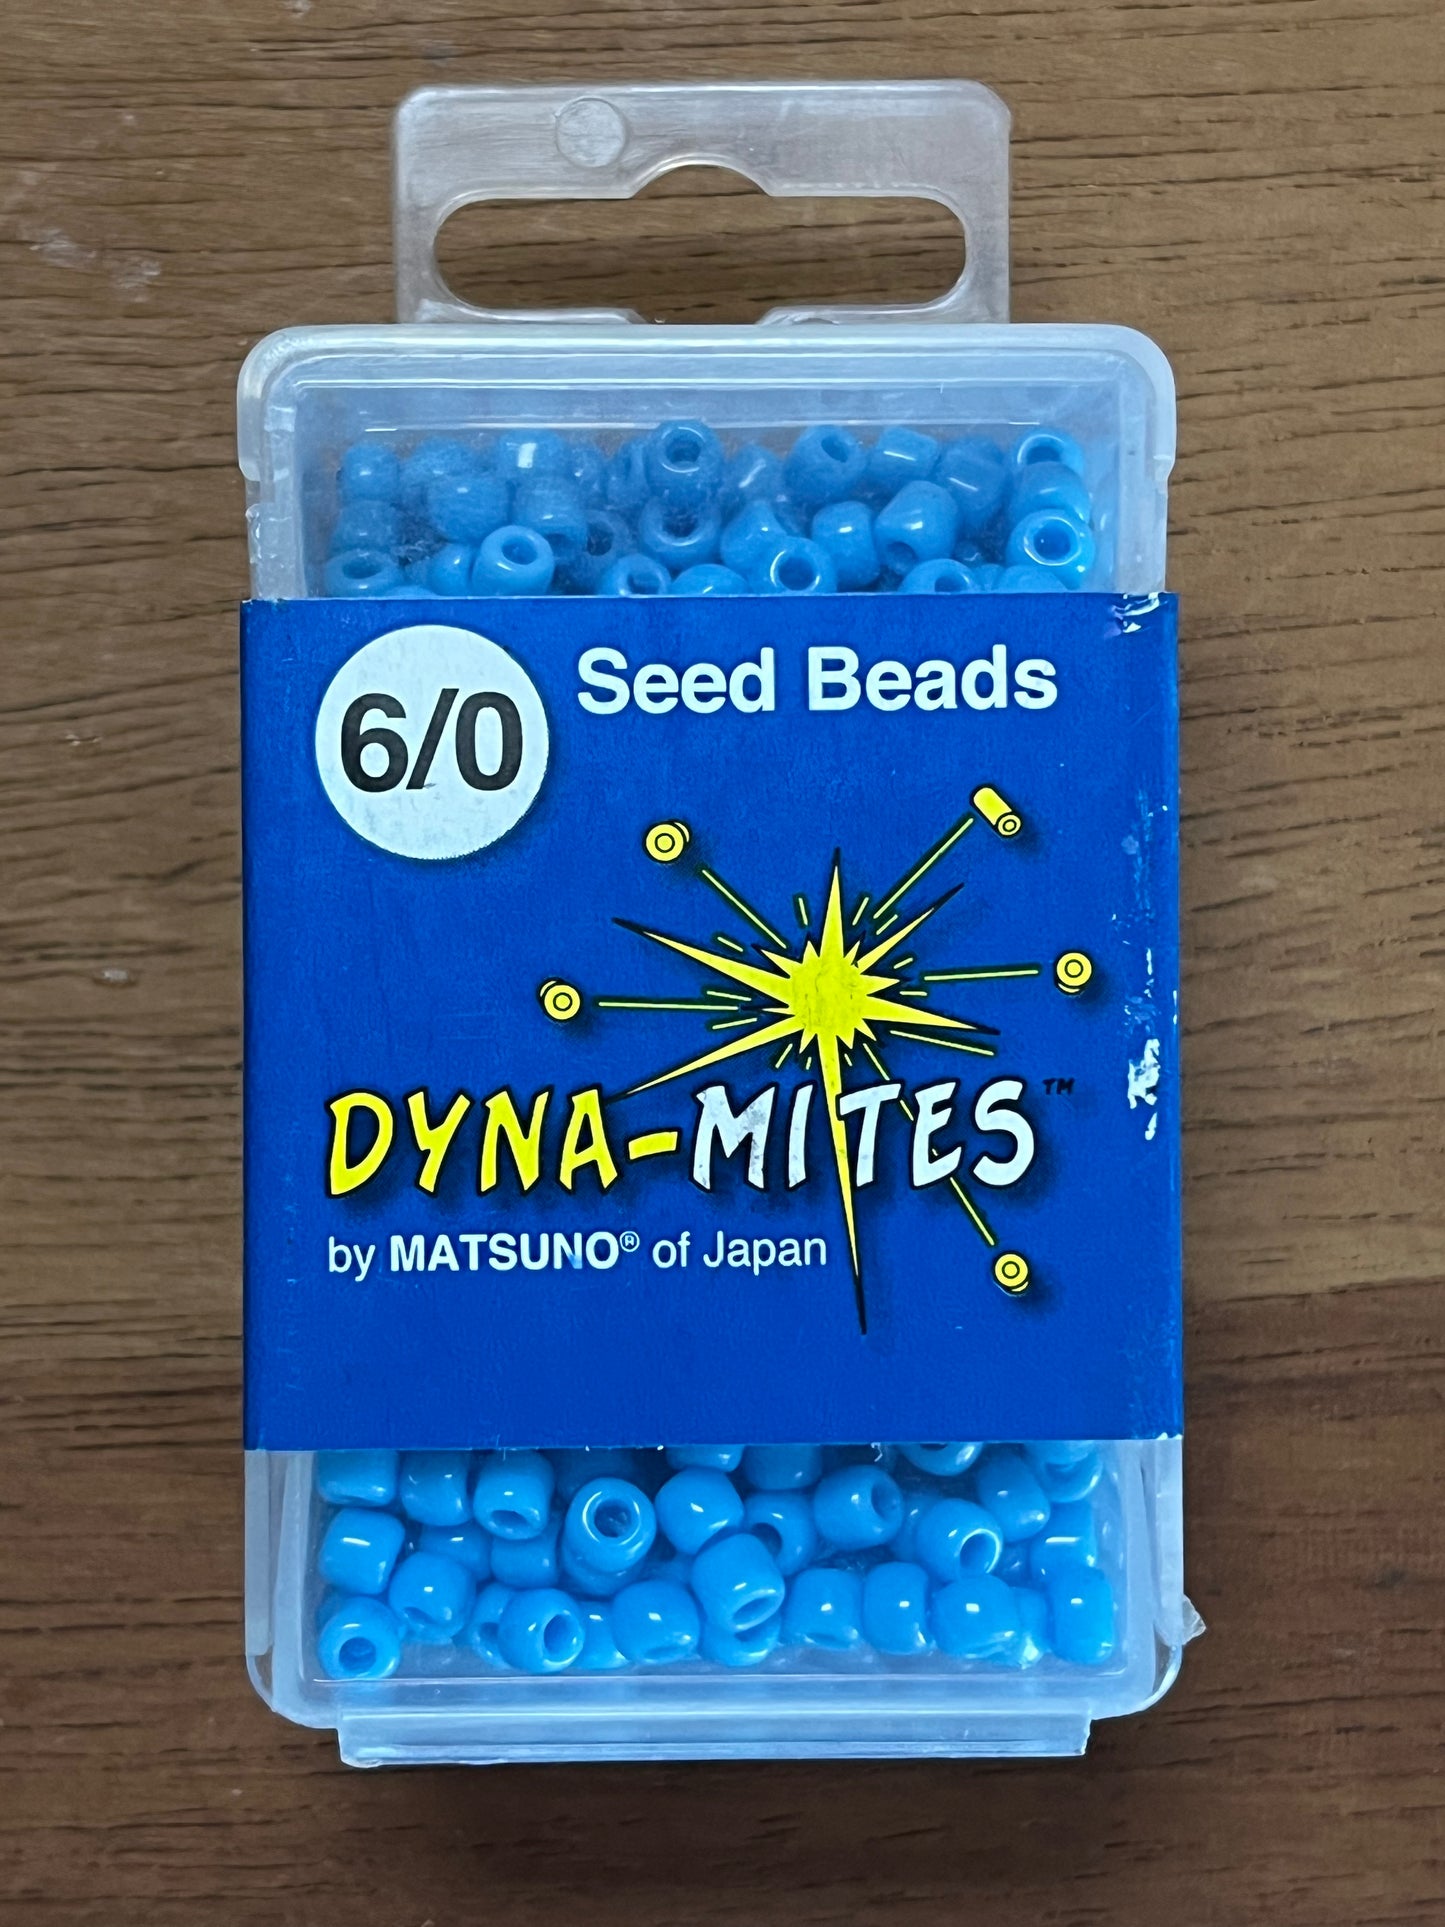 6/0
Seed Beads
DYNA-MITES™
by MATSUNO® of Japan